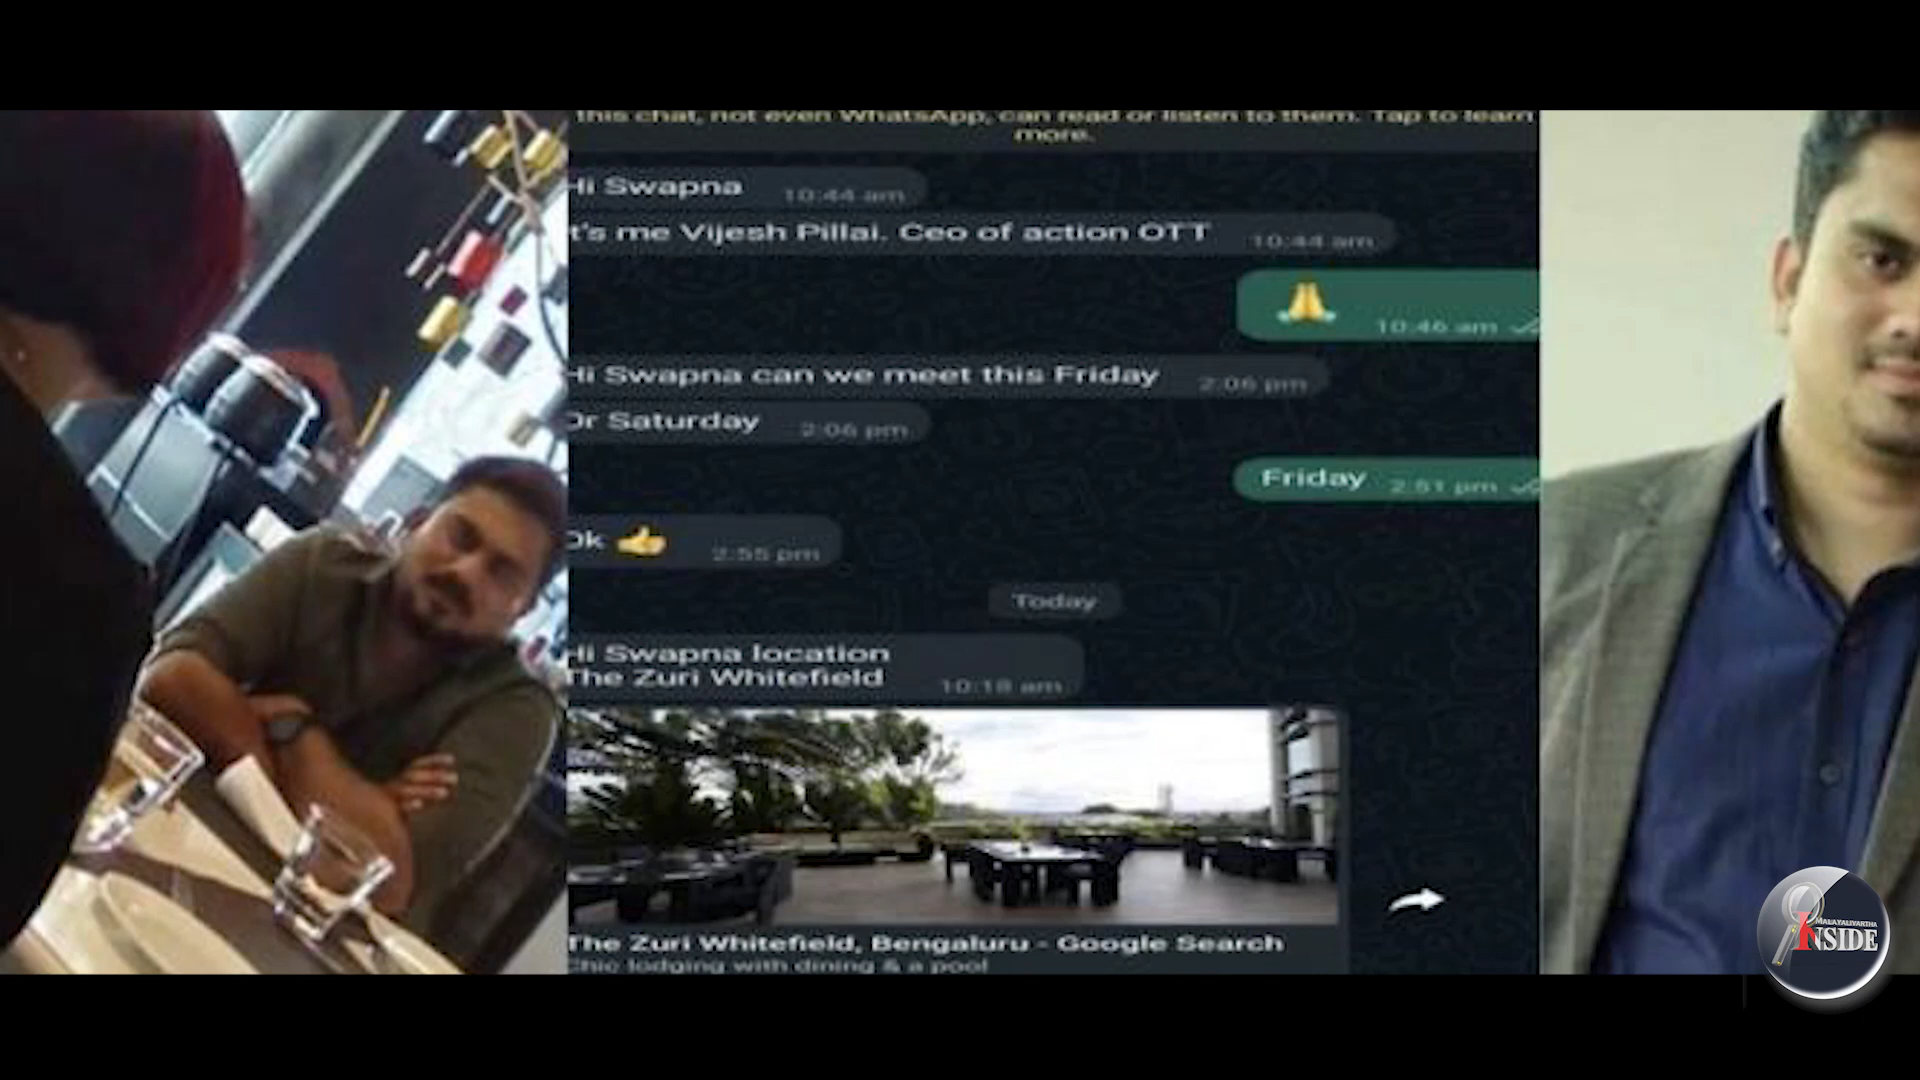 this chat, not even WhatsApp, can read or listen to them. Tap to learn
more.
Hi Swapna 10:44 am
t's me Vijesh Pillai. Ceo of action OTT 10:44 am
10:46 am
Hi Swapna can we meet this Friday 2:06 pm
Or Saturday 2:06 pm
Friday 2:51 pm
Ok 2:55 pm
Today
Hi Swapna location
The Zuri Whitefield 10:18 am
The Zuri Whitefield, Bengaluru - Google Search
Chic lodging with dining & a pool
MALAYALIVARTHA
INSIDE